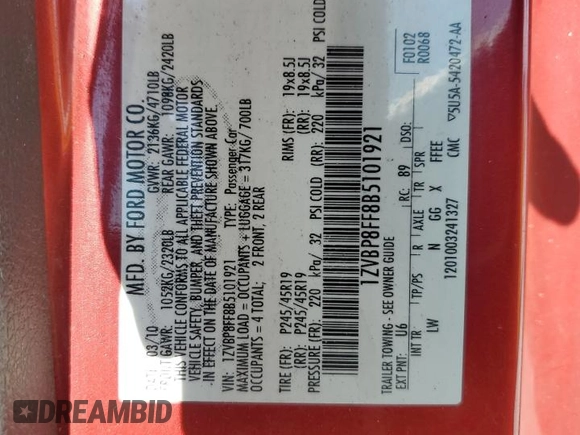 MFD. BY FORD MOTOR CO.
03/10 GVWR: 2136KG/4710LB
GAWR: 1052KG/2320LB REAR GAWR: 1098KG/2420LB
THIS VEHICLE CONFORMS TO ALL APPLICABLE FEDERAL MOTOR
VEHICLE SAFETY, BUMPER, AND THEFT PREVENTION STANDARDS
IN EFFECT ON THE DATE OF MANUFACTURE SHOWN ABOVE.
VIN: 1ZVBP8FF8B5101921 TYPE: Passenger Car
MAXIMUM LOAD = OCCUPANTS + LUGGAGE = 317KG/700LB
OCCUPANTS = 4 TOTAL; 2 FRONT, 2 REAR
TIRE (FR): P245/45R19 RIMS (FR): 19x8.5J
(RR): P245/45R19 (RR): 19x8.5J
PRESSURE (FR): 220 kPa/ 32 PSI COLD (RR): 220 kPa/ 32 PSI COLD
1ZVBP8FF8B5101921
TRAILER TOWING - SEE OWNER GUIDE
EXT PNT: U6 RC: 89 DSO: F0102
R0068
INT TR TP/PS R AXLE TR SPR
LW N GG X FFEE
1201003241327 CMC ▽5U5A-5420472-AA
DREAMBID